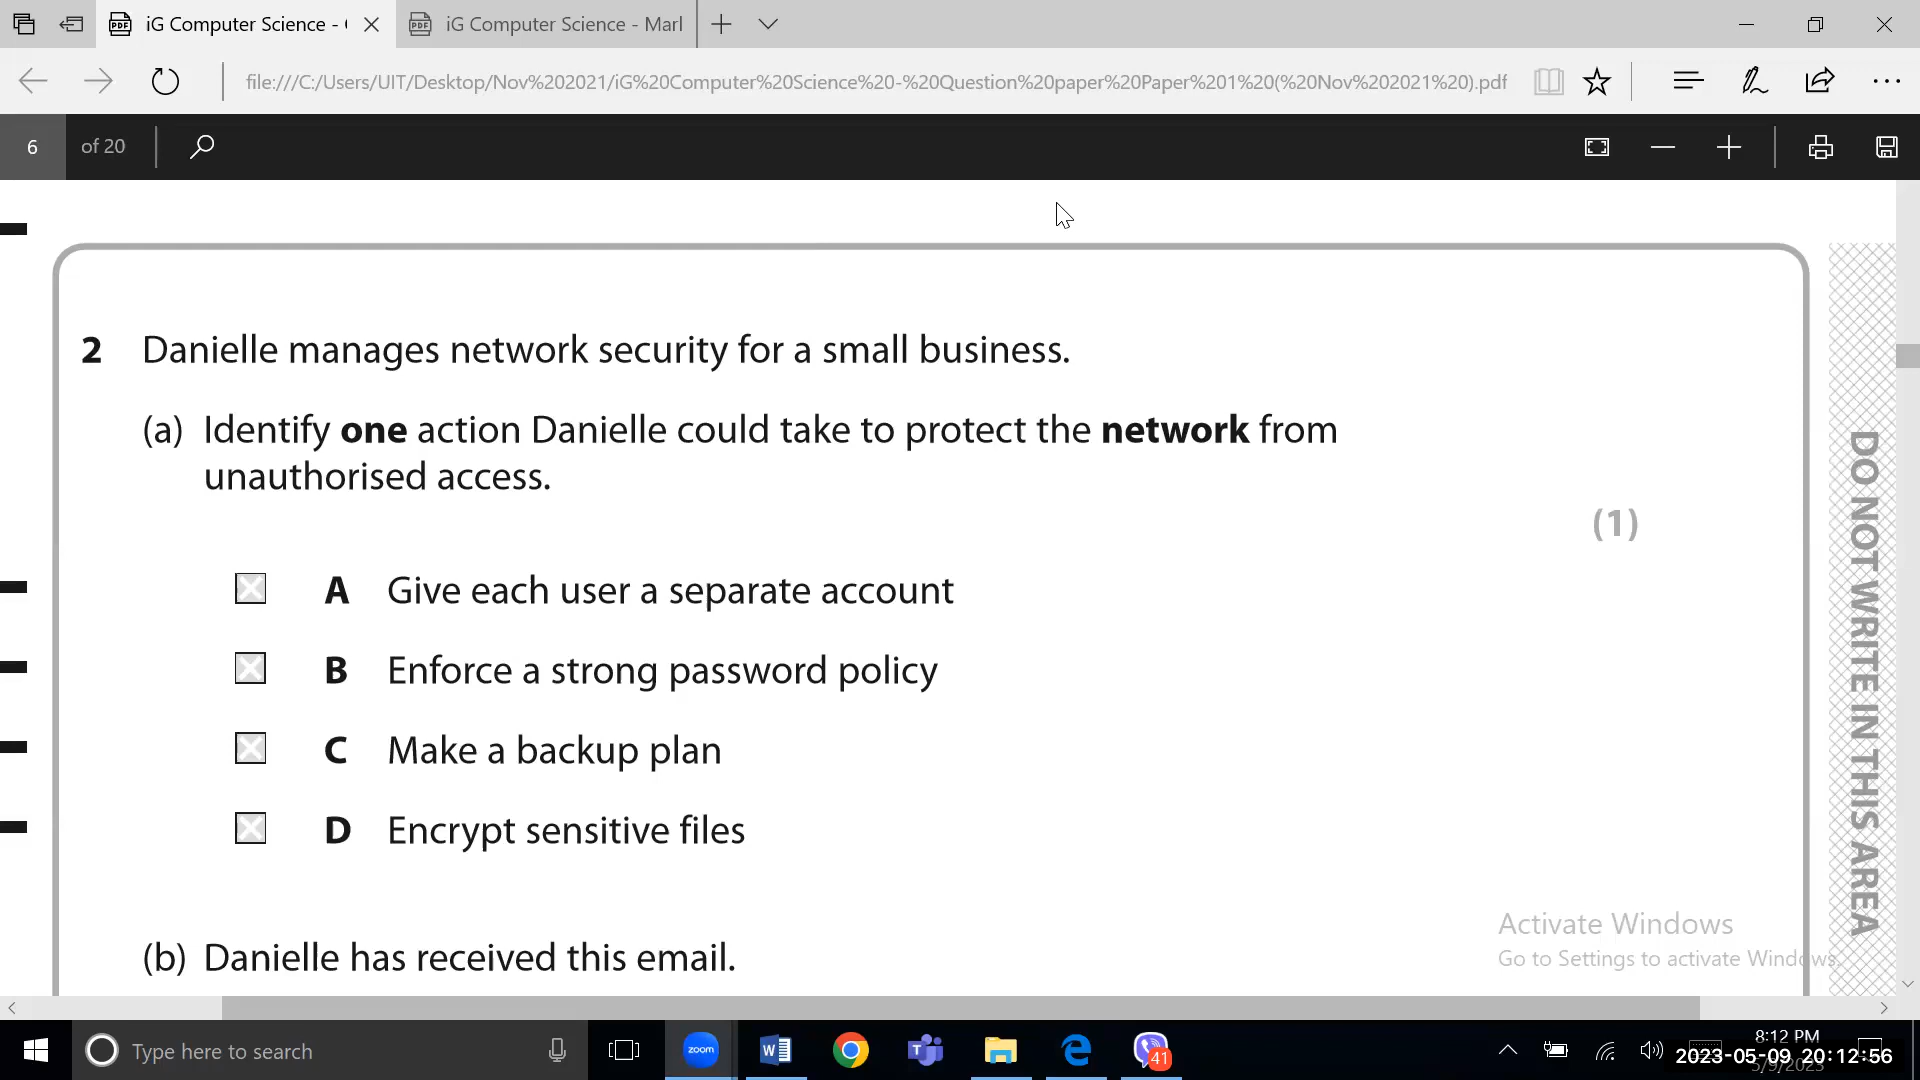 iG Computer Science - (
iG Computer Science - Marl
file:///C:/Users/UIT/Desktop/Nov%202021/iG%20Computer%20Science%20-%20Question%20paper%20Paper%201%20(%20Nov%202021%20).pdf
6 of 20
2 Danielle manages network security for a small business.
(a) Identify one action Danielle could take to protect the network from
unauthorised access.
(1)
A Give each user a separate account
B Enforce a strong password policy
C Make a backup plan
D Encrypt sensitive files
(b) Danielle has received this email.
DO NOT WRITE IN THIS AREA
Activate Windows
Go to Settings to activate Windows.
Type here to search
zoom
41
8:12 PM
5/9/2023
2023-05-09 20:12:56